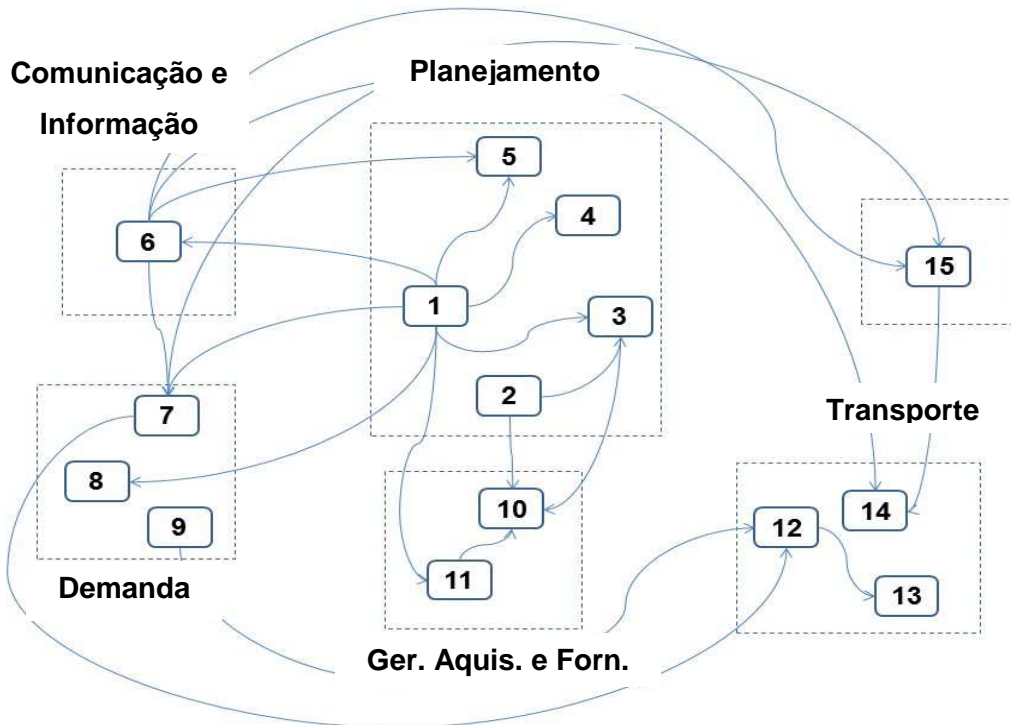 Comunicação e
Informação
Planejamento
5
4
6
15
1
3
2
7
Transporte
8
10
14
9
12
11
13
Demanda
Ger. Aquis. e Forn.